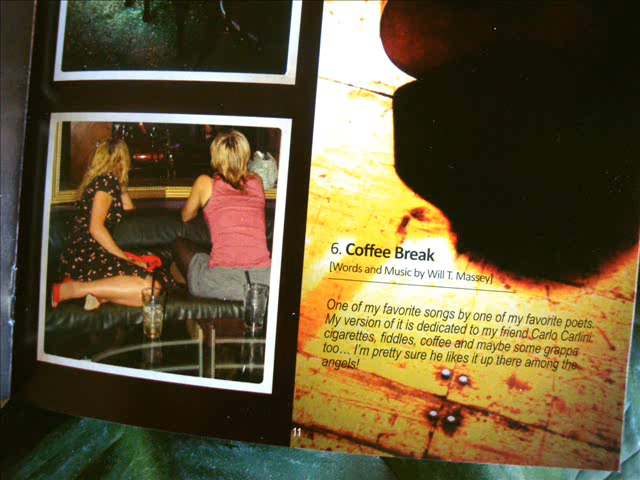 6. Coffee Break
[Words and Music by Will T. Massey]
One of my favorite songs by one of my favorite poets.
My version of it is dedicated to my friend Carlo Carlini:
cigarettes, fiddles, coffee and maybe some grappa
too... I'm pretty sure he likes it up there among the
angels!
11